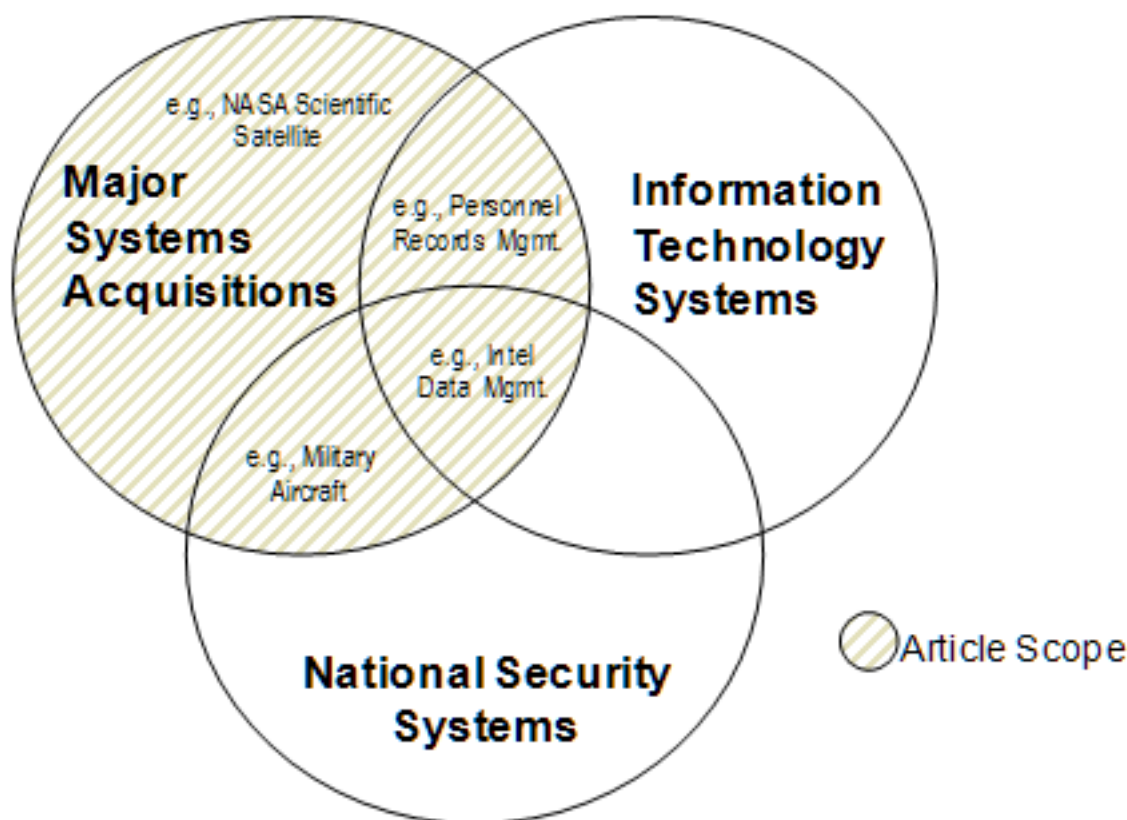 e.g., NASA Scientific
Satellite
Major
Systems
Acquisitions
e.g., Personnel
Records Mgmt.
Information
Technology
Systems
e.g., Intel
Data Mgmt.
e.g., Military
Aircraft
National Security
Systems
Article Scope